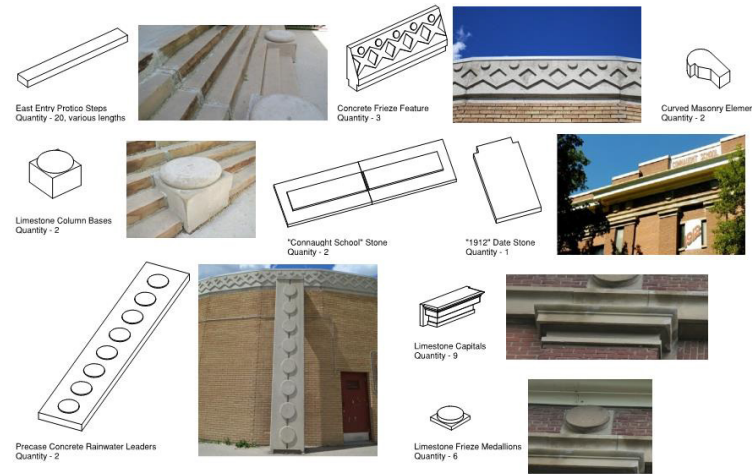 East Entry Protico Steps
Quantity - 20, various lengths
Concrete Frieze Feature
Quantity - 3
Curved Masonry Elemen
Quantity - 2
Limestone Column Bases
Quantity - 2
"Connaught School" Stone
Quanity - 2
"1912" Date Stone
Quantity - 1
1912
Limestone Capitals
Quantity - 9
Precase Concrete Rainwater Leaders
Quantity - 2
Limestone Frieze Medallions
Quantity - 6